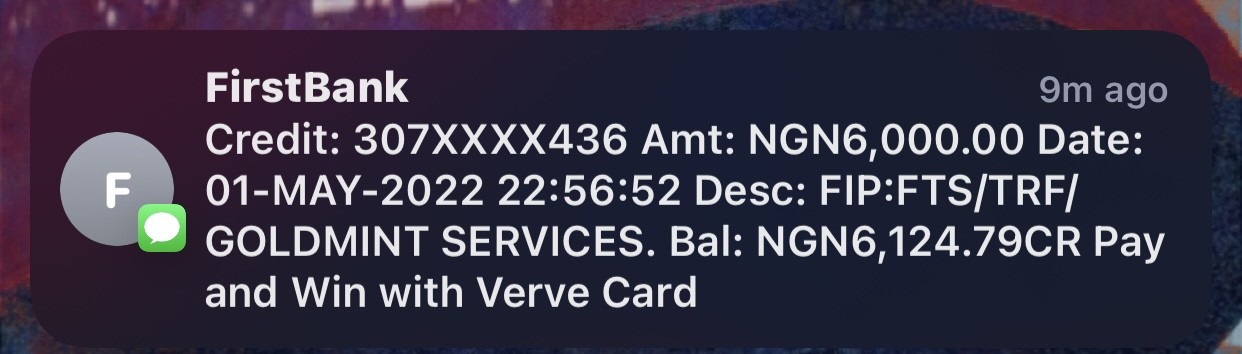 FirstBank
9m ago
Credit: 307XXXX436 Amt: NGN6,000.00 Date:
01-MAY-2022 22:56:52 Desc: FIP:FTS/TRF/
GOLDMINT SERVICES. Bal: NGN6,124.79CR Pay
and Win with Verve Card
F